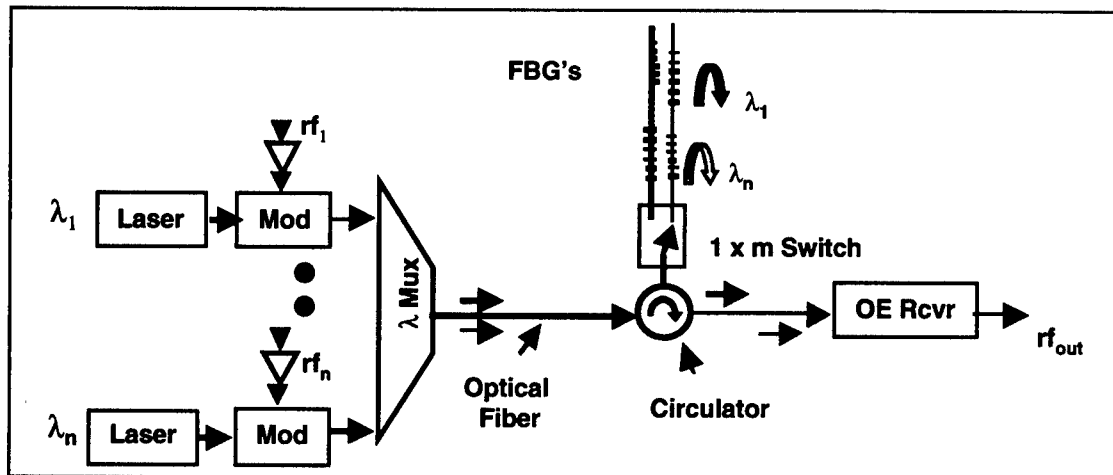 FBG's
λ1
rf1
λn
λ1
Laser
Mod
1 x m Switch
λ Mux
OE Rcvr
rfn
rfout
Optical
Fiber
Circulator
λn
Laser
Mod